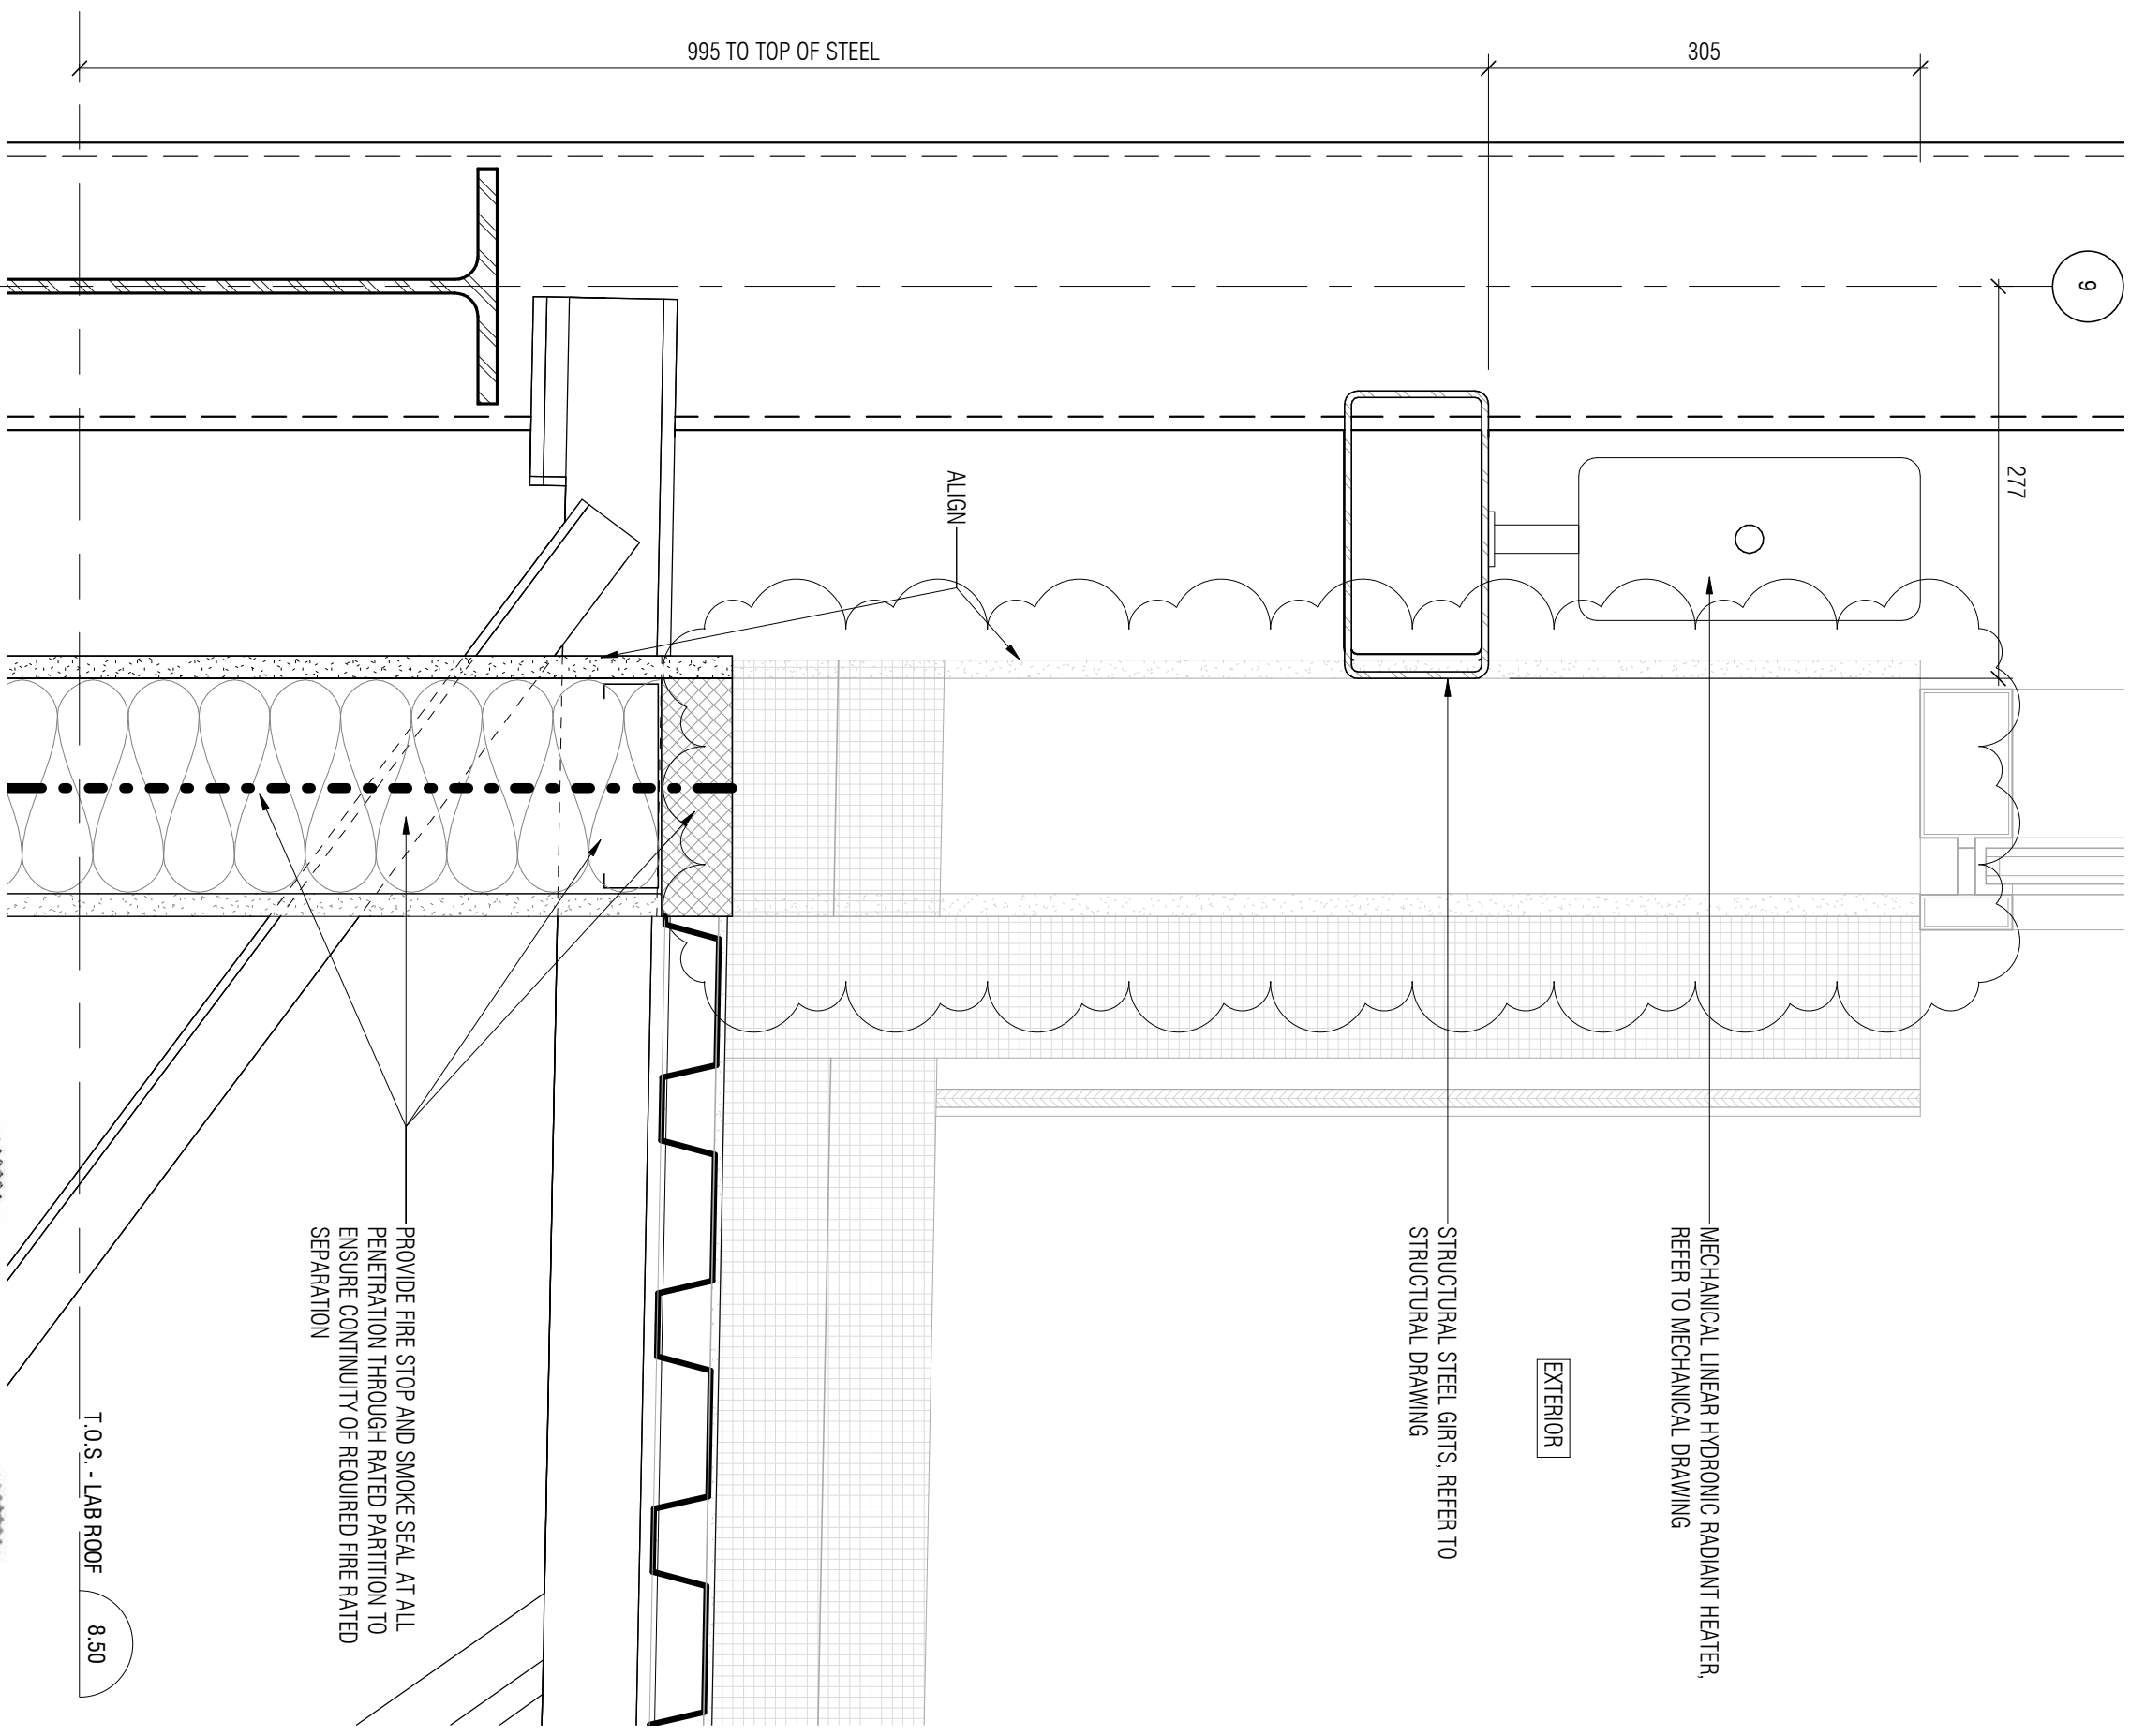 995 TO TOP OF STEEL
305
9
277
ALIGN
MECHANICAL LINEAR HYDRONIC RADIANT HEATER,
REFER TO MECHANICAL DRAWING
EXTERIOR
STRUCTURAL STEEL GIRTS, REFER TO
STRUCTURAL DRAWING
PROVIDE FIRE STOP AND SMOKE SEAL AT ALL
PENETRATION THROUGH RATED PARTITION TO
ENSURE CONTINUITY OF REQUIRED FIRE RATED
SEPARATION
T.O.S. - LAB ROOF
8.50